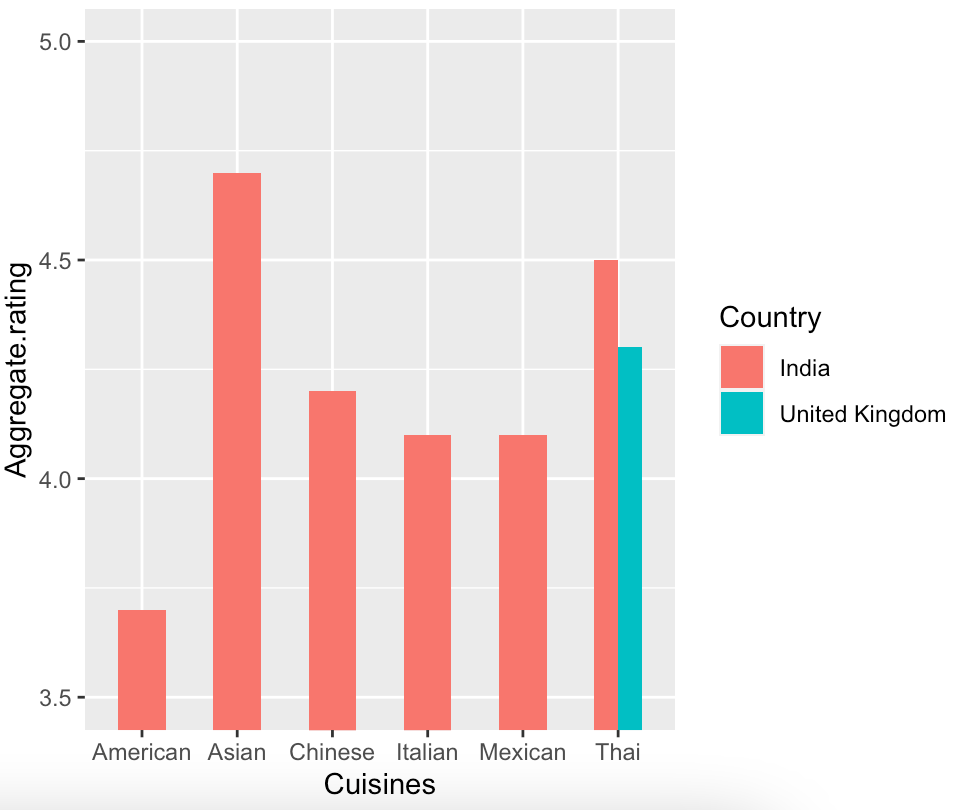 5.0
4.5
4.0
3.5
Aggregate.rating
American Asian Chinese Italian Mexican Thai
Cuisines
Country
India
United Kingdom